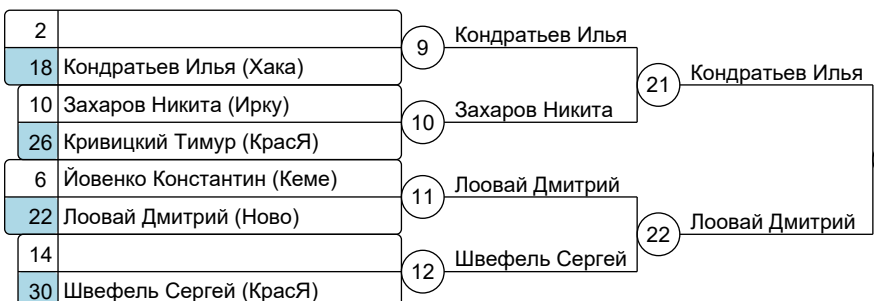 2
18 Кондратьев Илья (Хака)
10 Захаров Никита (Ирку)
26 Кривицкий Тимур (КрасЯ)
6 Йовенко Константин (Кеме)
22 Лоовай Дмитрий (Ново)
14
30 Швефель Сергей (КрасЯ)
9 Кондратьев Илья
10 Захаров Никита
11 Лоовай Дмитрий
12 Швефель Сергей
21 Кондратьев Илья
22 Лоовай Дмитрий